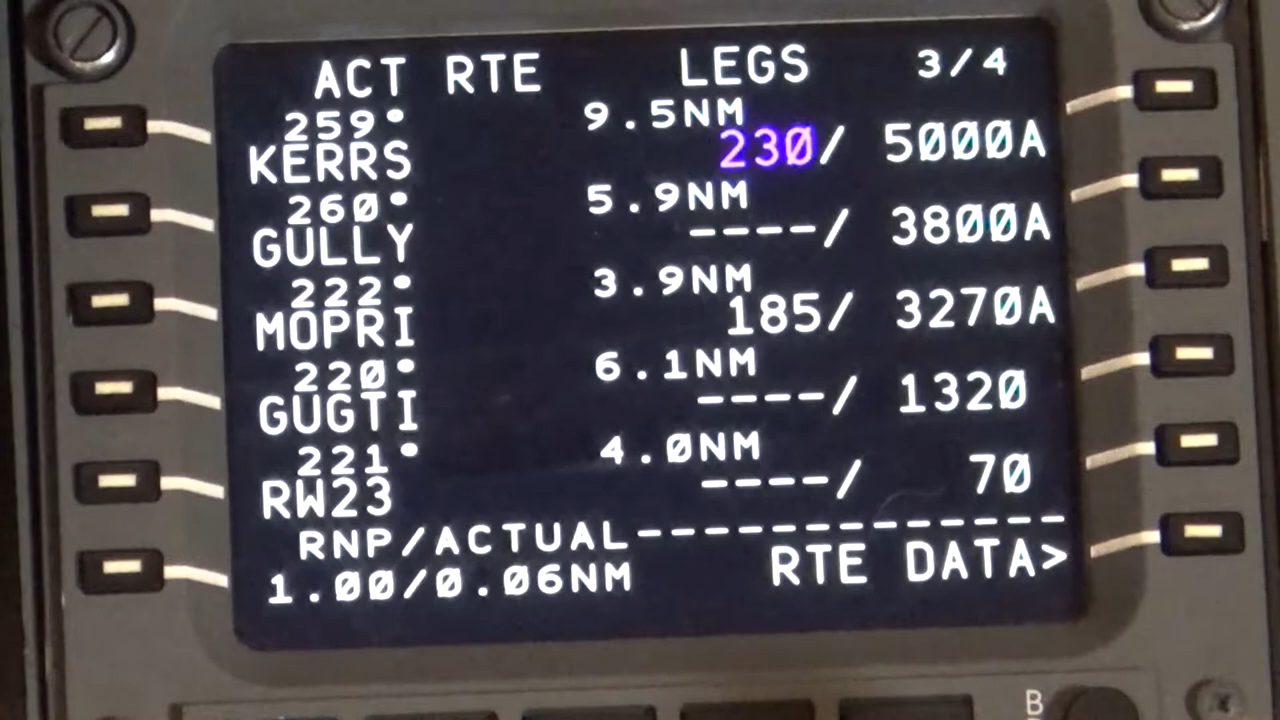 ACT RTE LEGS 3/4
259° 9.5NM
KERRS 230/ 5000A
260° 5.9NM
GULLY ----/ 3800A
222° 3.9NM
MOPRI 185/ 3270A
220° 6.1NM
GUGTI ----/ 1320
221° 4.0NM
RW23 ----/ 70
RNP/ACTUAL-------------
1.00/0.06NM RTE DATA>
B